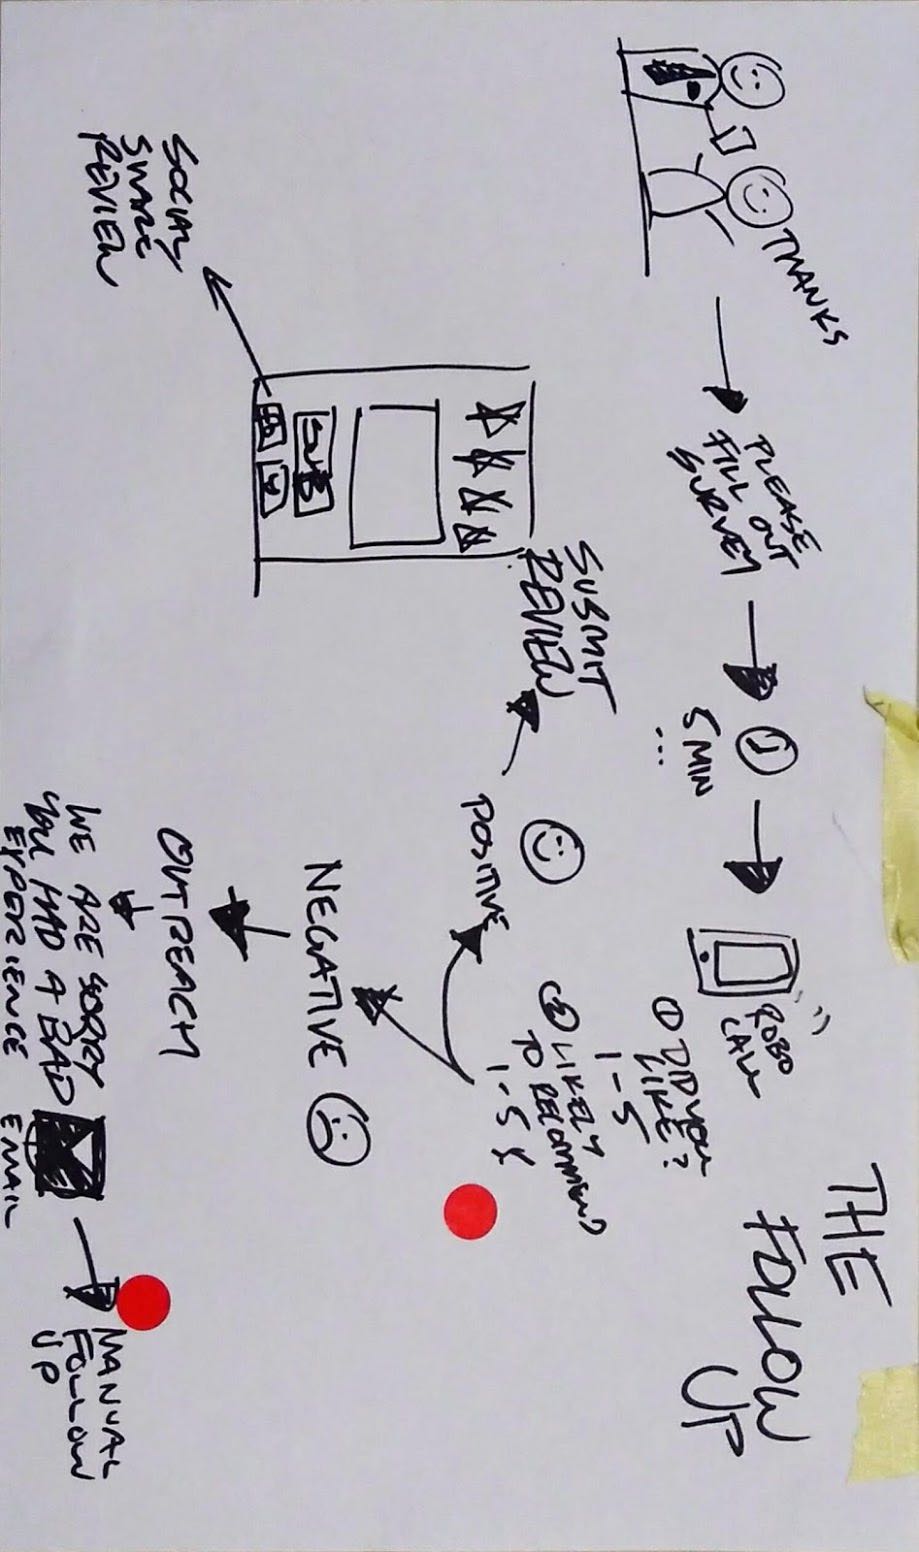 THE
FOLLOW
UP
THANKS
PLEASE
FILL OUT
SURVEY
5 MIN
...
ROBO
CALL
① DID YOU
LIKE?
1-5
② LIKELY
TO RECOMMEND
1-5
POSITIVE
SUBMIT
REVIEW
SUB
SOCIAL
SHARE
REVIEW
NEGATIVE
OUTREACH
WE ARE SORRY
YOU HAD A BAD
EXPERIENCE
EMAIL
MANUAL
FOLLOW
UP